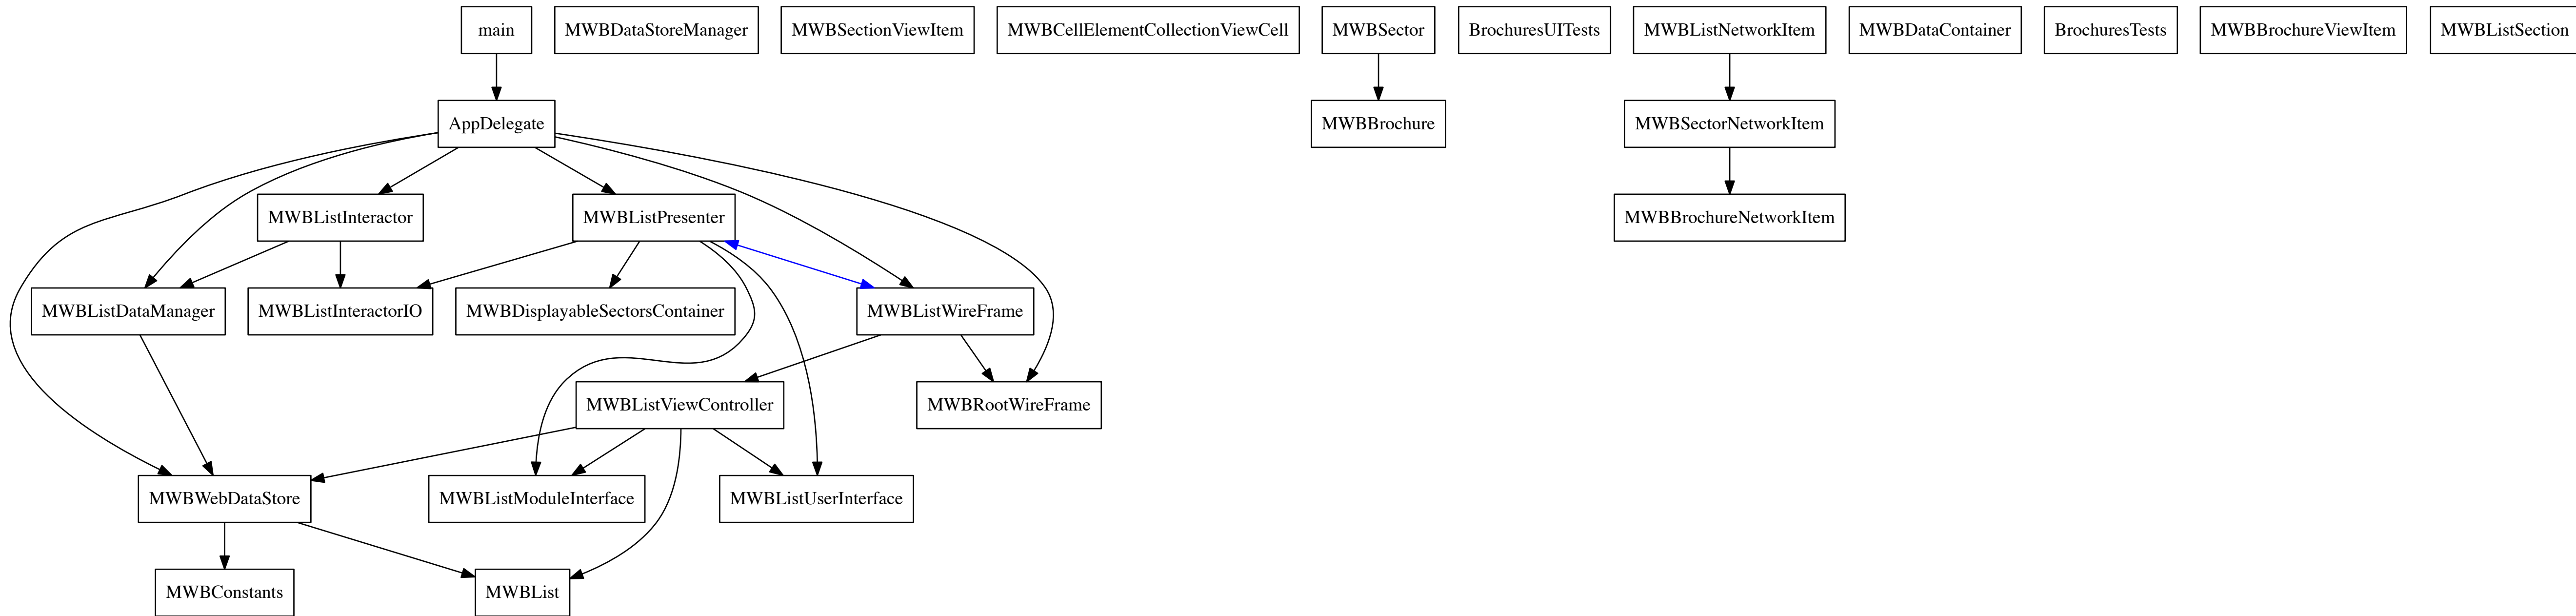 main
MWBDataStoreManager
MWBSectionViewItem
MWBCellElementCollectionViewCell
MWBSector
BrochuresUITests
MWBListNetworkItem
MWBDataContainer
BrochuresTests
MWBBrochureViewItem
MWBListSection
AppDelegate
MWBBrochure
MWBSectorNetworkItem
MWBListInteractor
MWBListPresenter
MWBBrochureNetworkItem
MWBListDataManager
MWBListInteractorIO
MWBDisplayableSectorsContainer
MWBListWireFrame
MWBListViewController
MWBRootWireFrame
MWBWebDataStore
MWBListModuleInterface
MWBListUserInterface
MWBConstants
MWBList